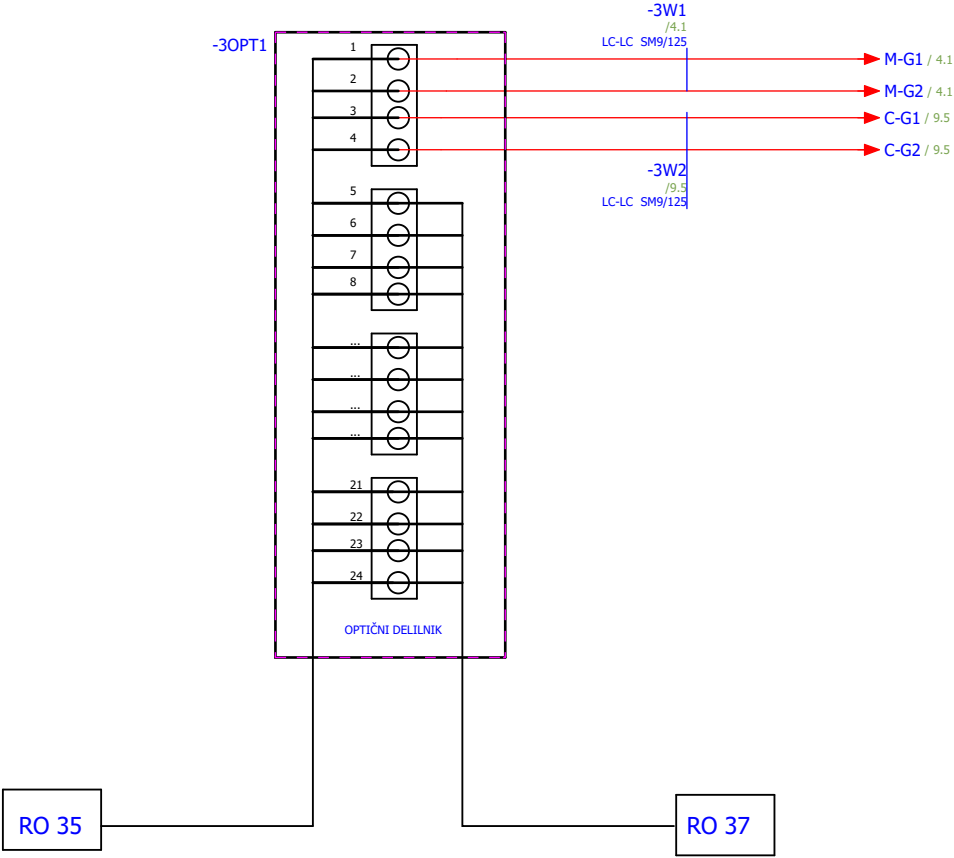 -3W1
/4.1
LC-LC SM9/125
-3OPT1
1
M-G1 / 4.1
2
M-G2 / 4.1
3
C-G1 / 9.5
4
C-G2 / 9.5
-3W2
/9.5
LC-LC SM9/125
5
6
7
8
...
...
...
...
21
22
23
24
OPTIČNI DELILNIK
RO 35
RO 37